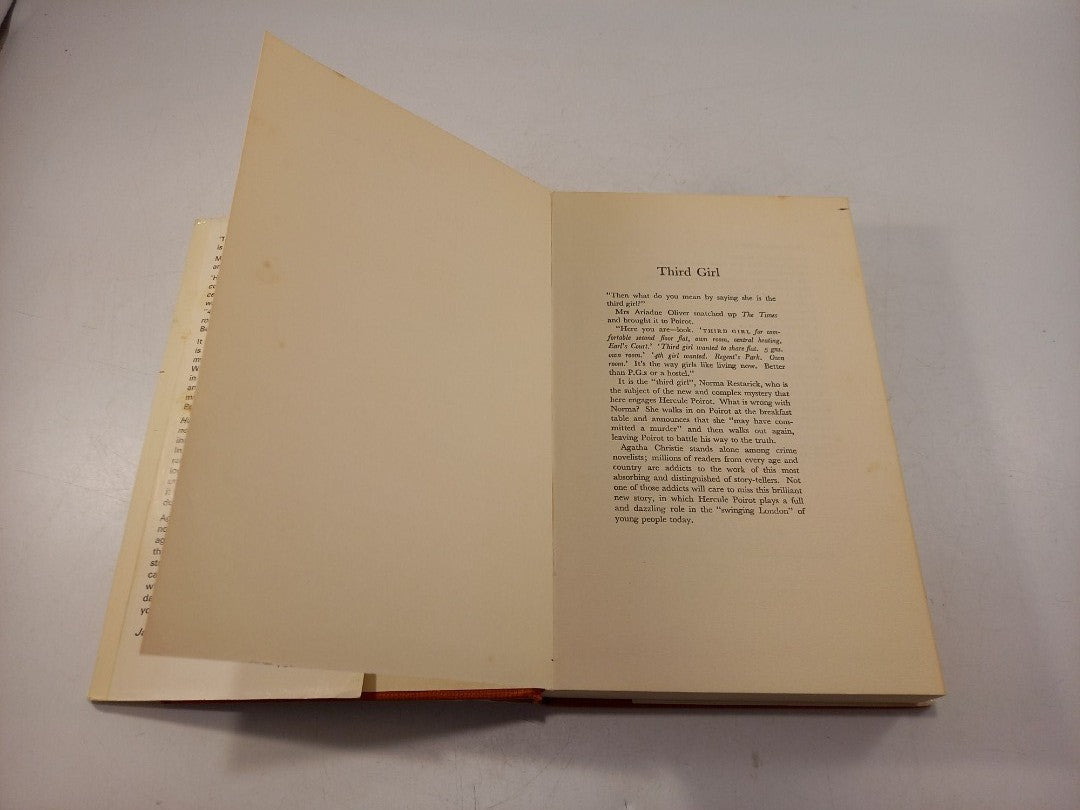 Third Girl
"Then what do you mean by saying she is the
third girl?"
Mrs Ariadne Oliver snatched up The Times
and brought it to Poirot.
"Here you are—look. 'THIRD GIRL for com-
fortable second floor flat, own room, central heating,
Earl's Court.' 'Third girl wanted to share flat. 5 gns.
own room.' '4th girl wanted. Regent's Park. Own
room.' It's the way girls like living now. Better
than P.G.s or a hostel."
It is the "third girl", Norma Restarick, who is
the subject of the new and complex mystery that
here engages Hercule Poirot. What is wrong with
Norma? She walks in on Poirot at the breakfast
table and announces that she "may have com-
mitted a murder" and then walks out again,
leaving Poirot to battle his way to the truth.
Agatha Christie stands alone among crime
novelists; millions of readers from every age and
country are addicts to the work of this most
absorbing and distinguished of story-tellers. Not
one of those addicts will care to miss this brilliant
new story, in which Hercule Poirot plays a full
and dazzling role in the "swinging London" of
young people today.